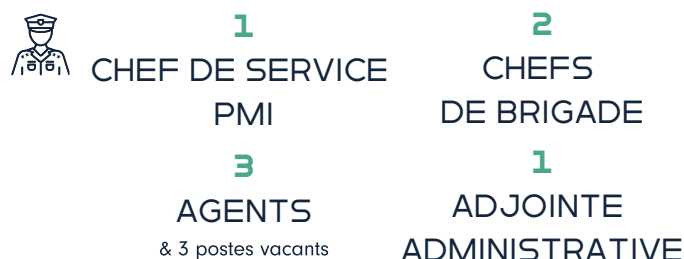 1
CHEF DE SERVICE
PMI
2
CHEFS
DE BRIGADE
3
AGENTS
& 3 postes vacants
1
ADJOINTE
ADMINISTRATIVE